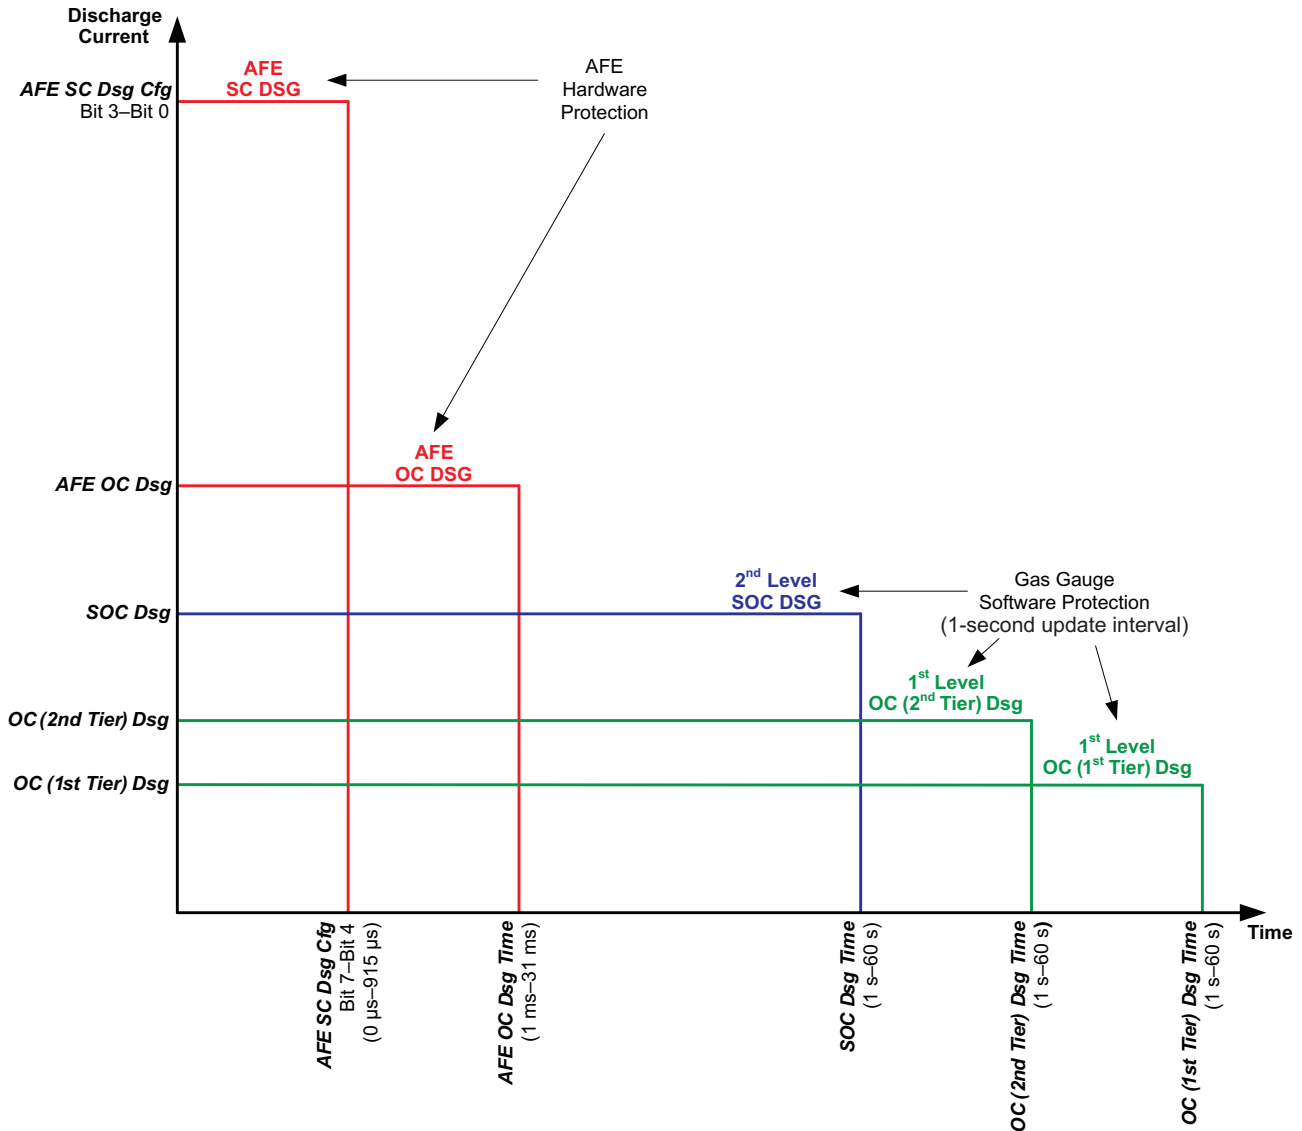 Discharge
Current
AFE SC Dsg Cfg
Bit 3–Bit 0
AFE
SC DSG
AFE
Hardware
Protection
AFE
OC DSG
AFE OC Dsg
2nd Level
SOC DSG
Gas Gauge
Software Protection
(1-second update interval)
SOC Dsg
1st Level
OC (2nd Tier) Dsg
OC (2nd Tier) Dsg
1st Level
OC (1st Tier) Dsg
OC (1st Tier) Dsg
Time
AFE SC Dsg Cfg
Bit 7–Bit 4
(0 µs–915 µs)
AFE OC Dsg Time
(1 ms–31 ms)
SOC Dsg Time
(1 s–60 s)
OC (2nd Tier) Dsg Time
(1 s–60 s)
OC (1st Tier) Dsg Time
(1 s–60 s)